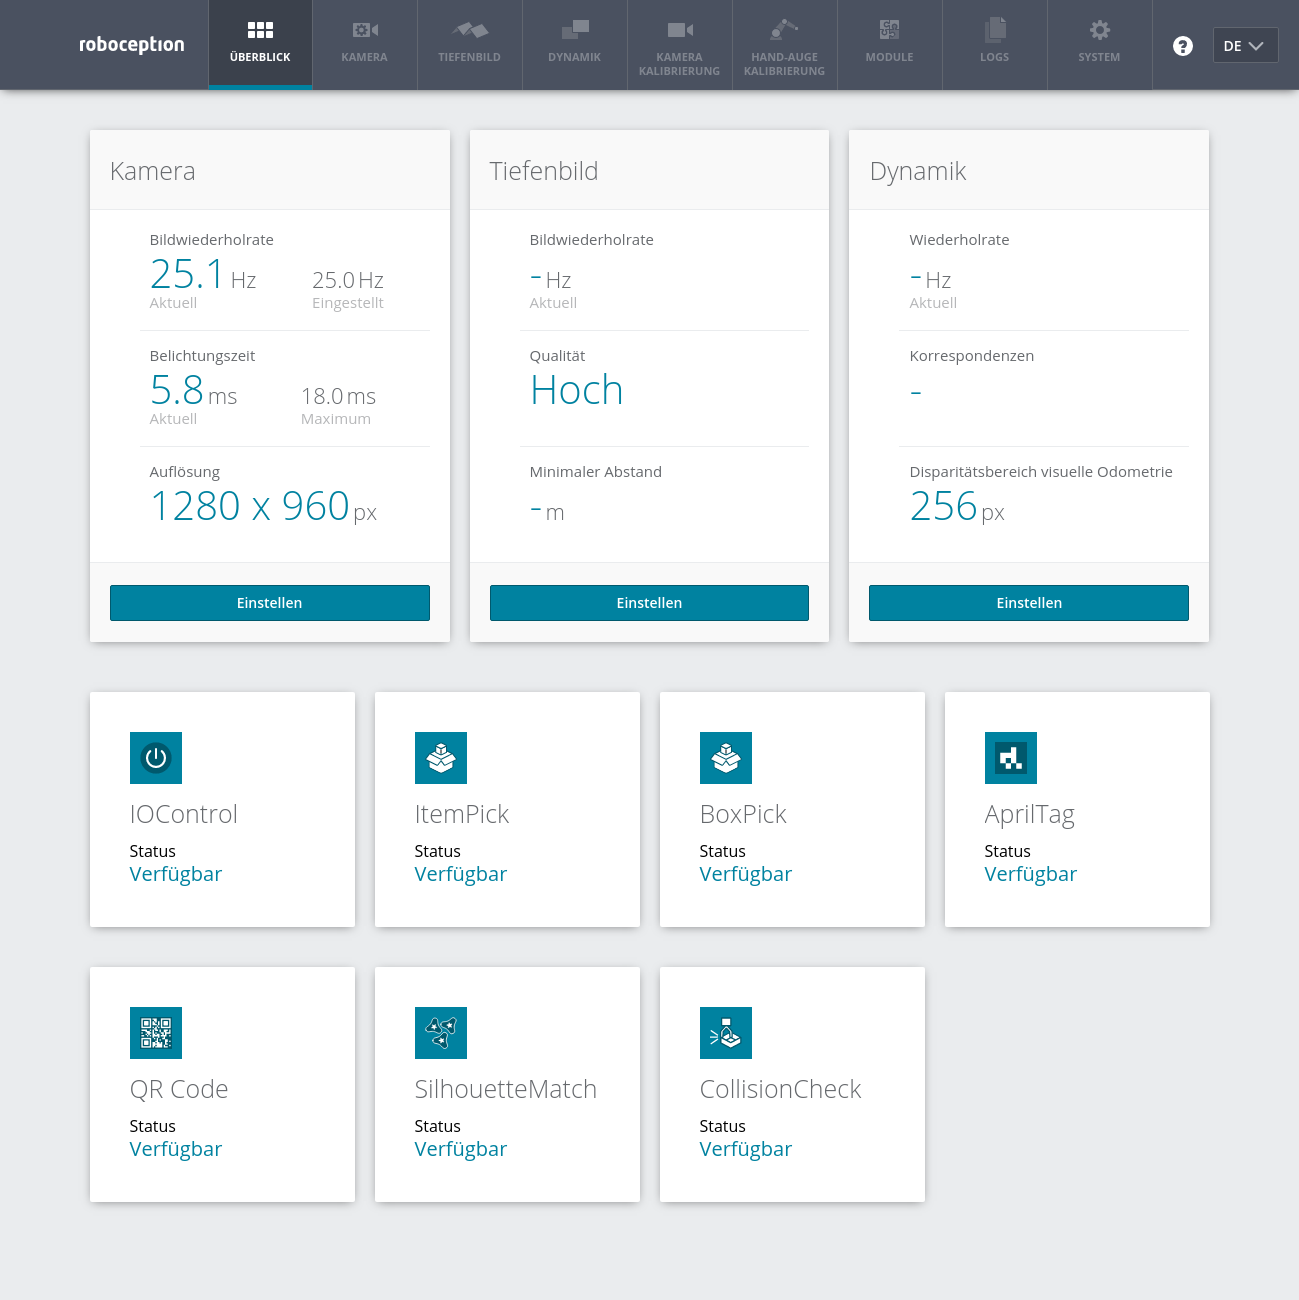 roboception
ÜBERBLICK
KAMERA
TIEFENBILD
DYNAMIK
KAMERA
KALIBRIERUNG
HAND-AUGE
KALIBRIERUNG
MODULE
LOGS
SYSTEM
?
DE
Kamera
Bildwiederholrate
25.1 Hz 25.0 Hz
Aktuell Eingestellt
Belichtungszeit
5.8 ms 18.0 ms
Aktuell Maximum
Auflösung
1280 x 960 px
Einstellen
Tiefenbild
Bildwiederholrate
- Hz
Aktuell
Qualität
Hoch
Minimaler Abstand
- m
Einstellen
Dynamik
Wiederholrate
- Hz
Aktuell
Korrespondenzen
-
Disparitätsbereich visuelle Odometrie
256 px
Einstellen
IOControl
Status
Verfügbar
ItemPick
Status
Verfügbar
BoxPick
Status
Verfügbar
AprilTag
Status
Verfügbar
QR Code
Status
Verfügbar
SilhouetteMatch
Status
Verfügbar
CollisionCheck
Status
Verfügbar